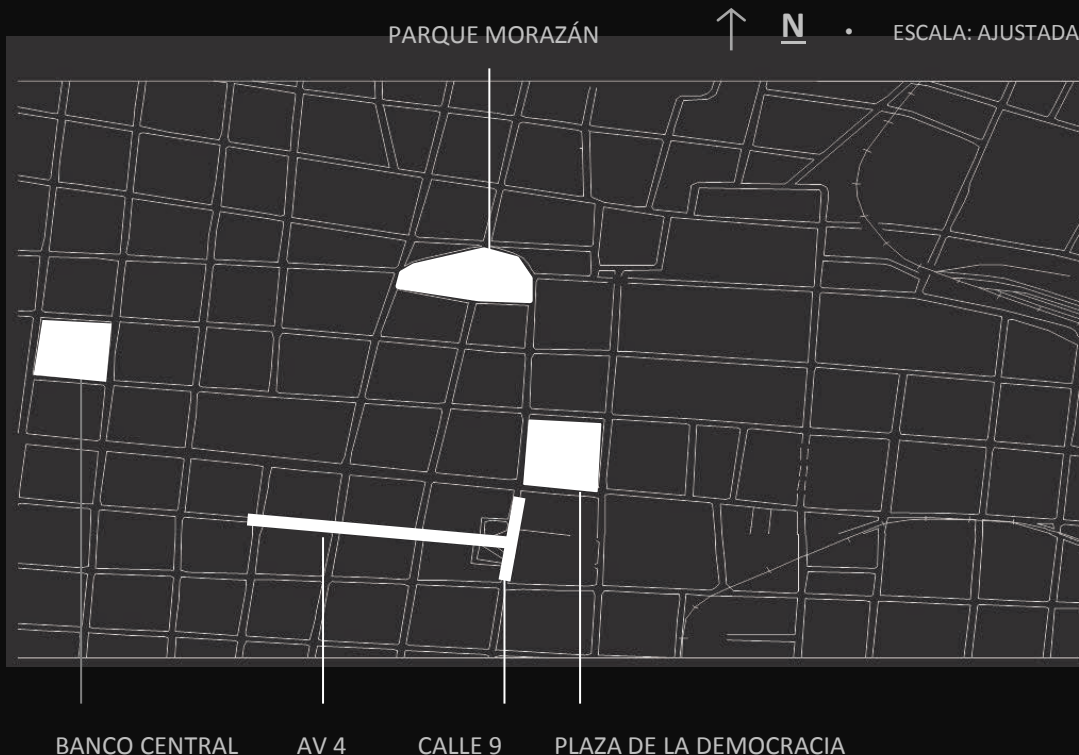 PARQUE MORAZÁN
N • ESCALA: AJUSTADA
BANCO CENTRAL
AV 4
CALLE 9
PLAZA DE LA DEMOCRACIA